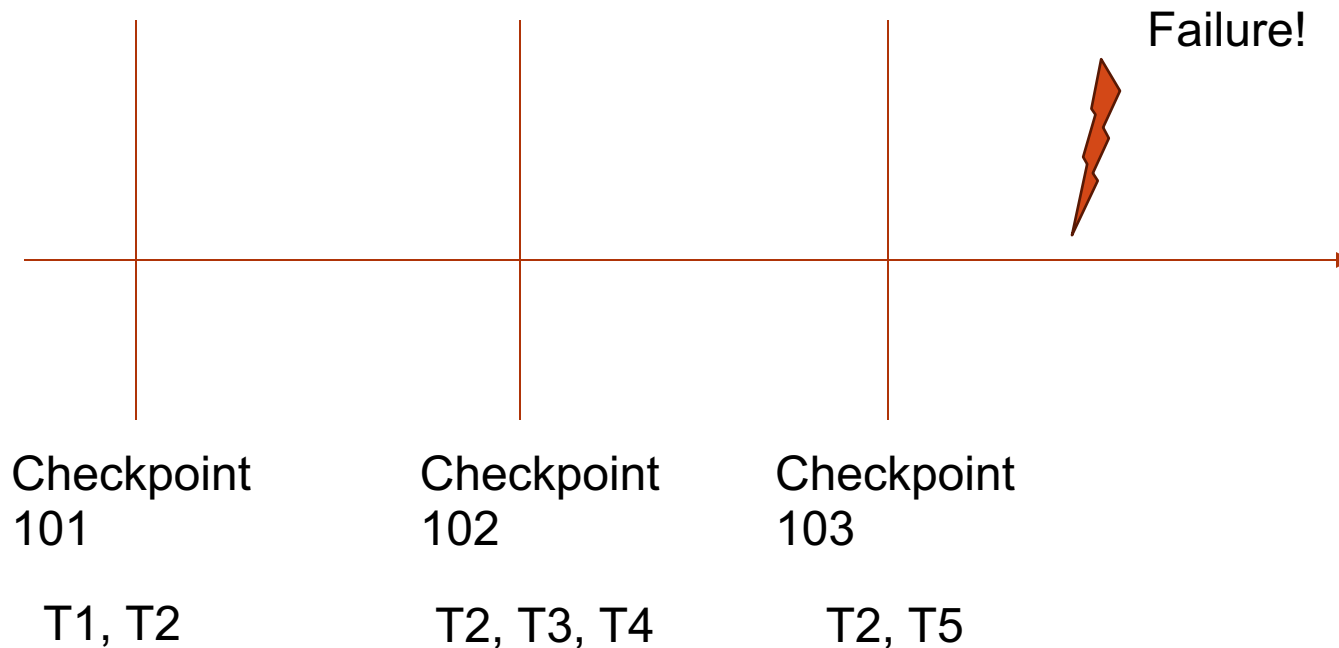 Failure!
Checkpoint
101
Checkpoint
102
Checkpoint
103
T1, T2
T2, T3, T4
T2, T5